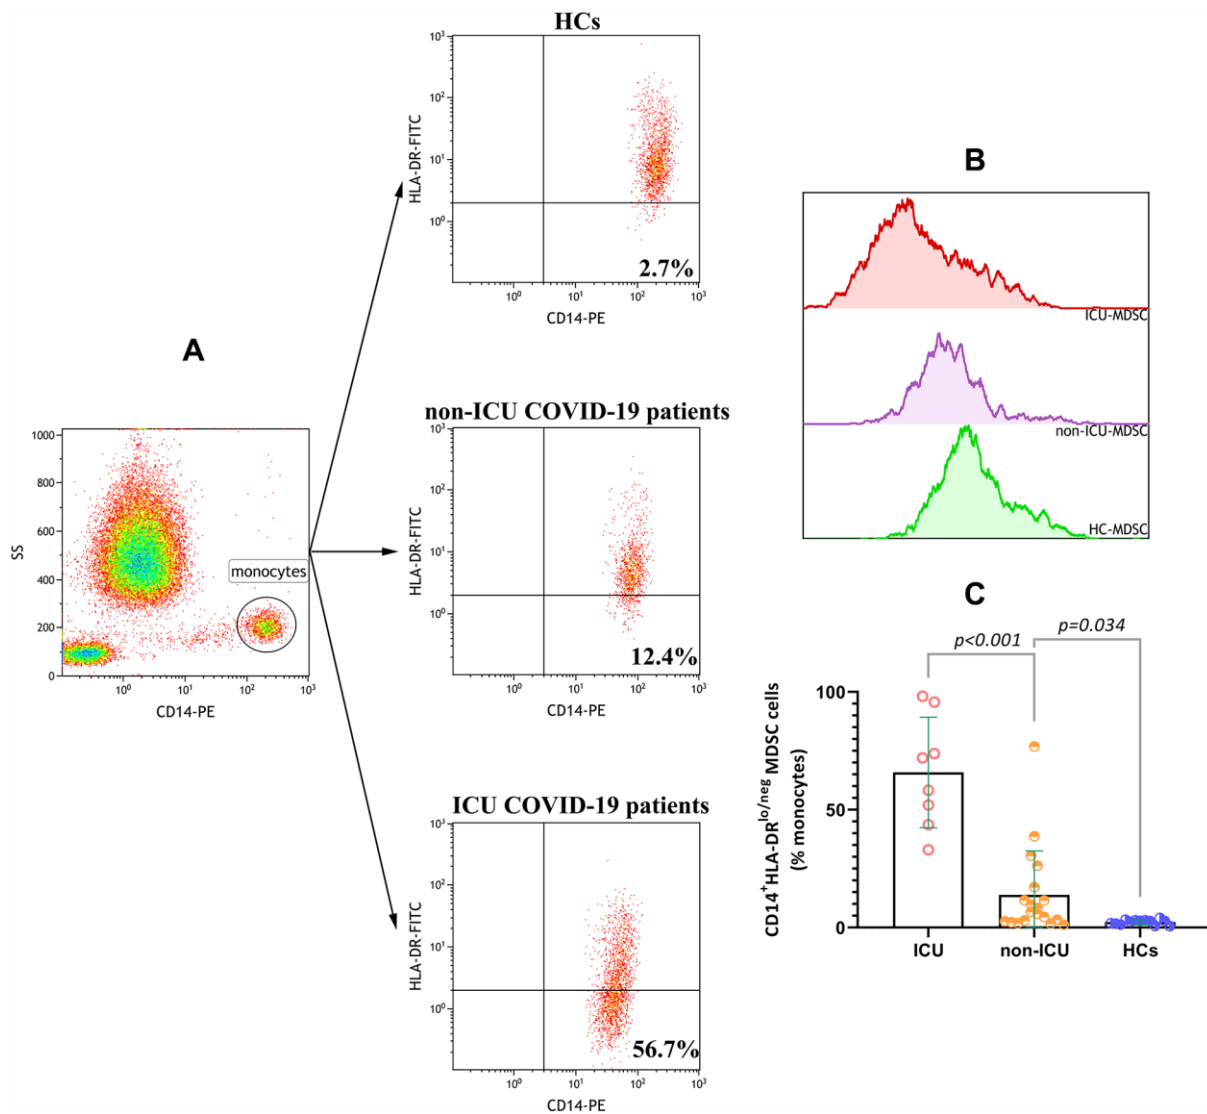 HCs
10³
10²
10¹
10⁰
HLA-DR-FITC
2.7%
10⁰ 10¹ 10² 10³
CD14-PE
A
1000
800
600
400
200
0
SS
monocytes
10⁰ 10¹ 10² 10³
CD14-PE
non-ICU COVID-19 patients
10³
10²
10¹
10⁰
HLA-DR-FITC
12.4%
10⁰ 10¹ 10² 10³
CD14-PE
ICU COVID-19 patients
10³
10²
10¹
10⁰
HLA-DR-FITC
56.7%
10⁰ 10¹ 10² 10³
CD14-PE
B
ICU-MDSC
non-ICU-MDSC
HC-MDSC
C
p<0.001
p=0.034
CD14⁺HLA-DRˡᵒ/ⁿᵉᵍ MDSC cells
(% monocytes)
100
50
0
ICU non-ICU HCs